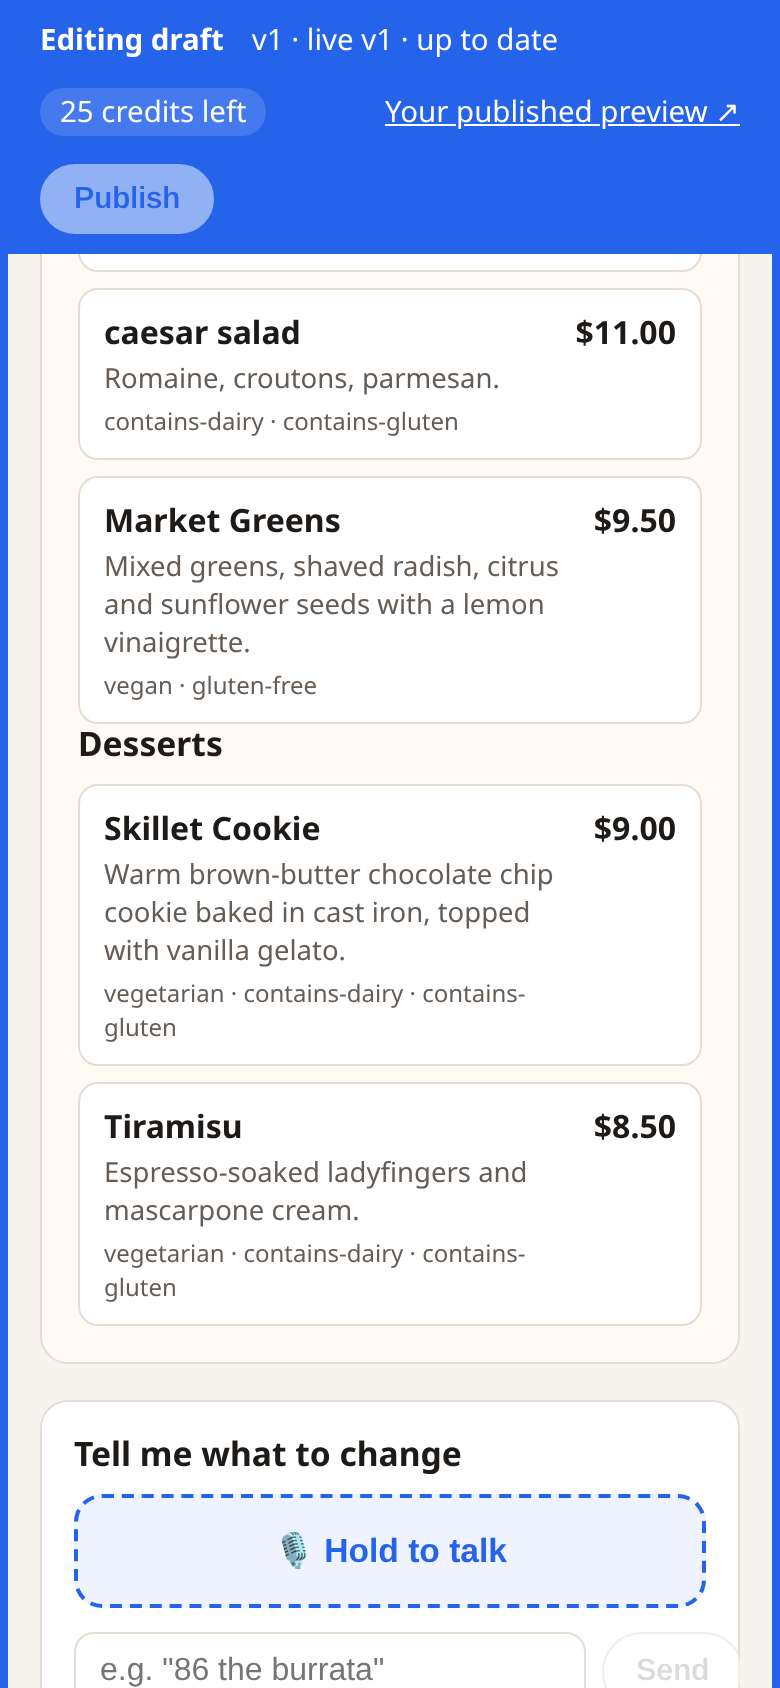 Editing draft v1 · live v1 · up to date
25 credits left Your published preview ↗
Publish
caesar salad $11.00
Romaine, croutons, parmesan.
contains-dairy · contains-gluten
Market Greens $9.50
Mixed greens, shaved radish, citrus
and sunflower seeds with a lemon
vinaigrette.
vegan · gluten-free
Desserts
Skillet Cookie $9.00
Warm brown-butter chocolate chip
cookie baked in cast iron, topped
with vanilla gelato.
vegetarian · contains-dairy · contains-
gluten
Tiramisu $8.50
Espresso-soaked ladyfingers and
mascarpone cream.
vegetarian · contains-dairy · contains-
gluten
Tell me what to change
🎙️ Hold to talk
e.g. "86 the burrata" Send